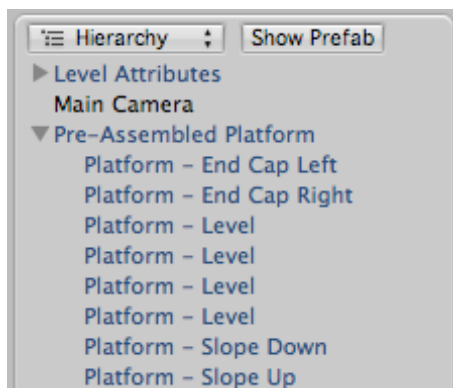 Hierarchy Show Prefab
Level Attributes
Main Camera
Pre-Assembled Platform
Platform – End Cap Left
Platform – End Cap Right
Platform – Level
Platform – Level
Platform – Level
Platform – Level
Platform – Slope Down
Platform – Slope Up